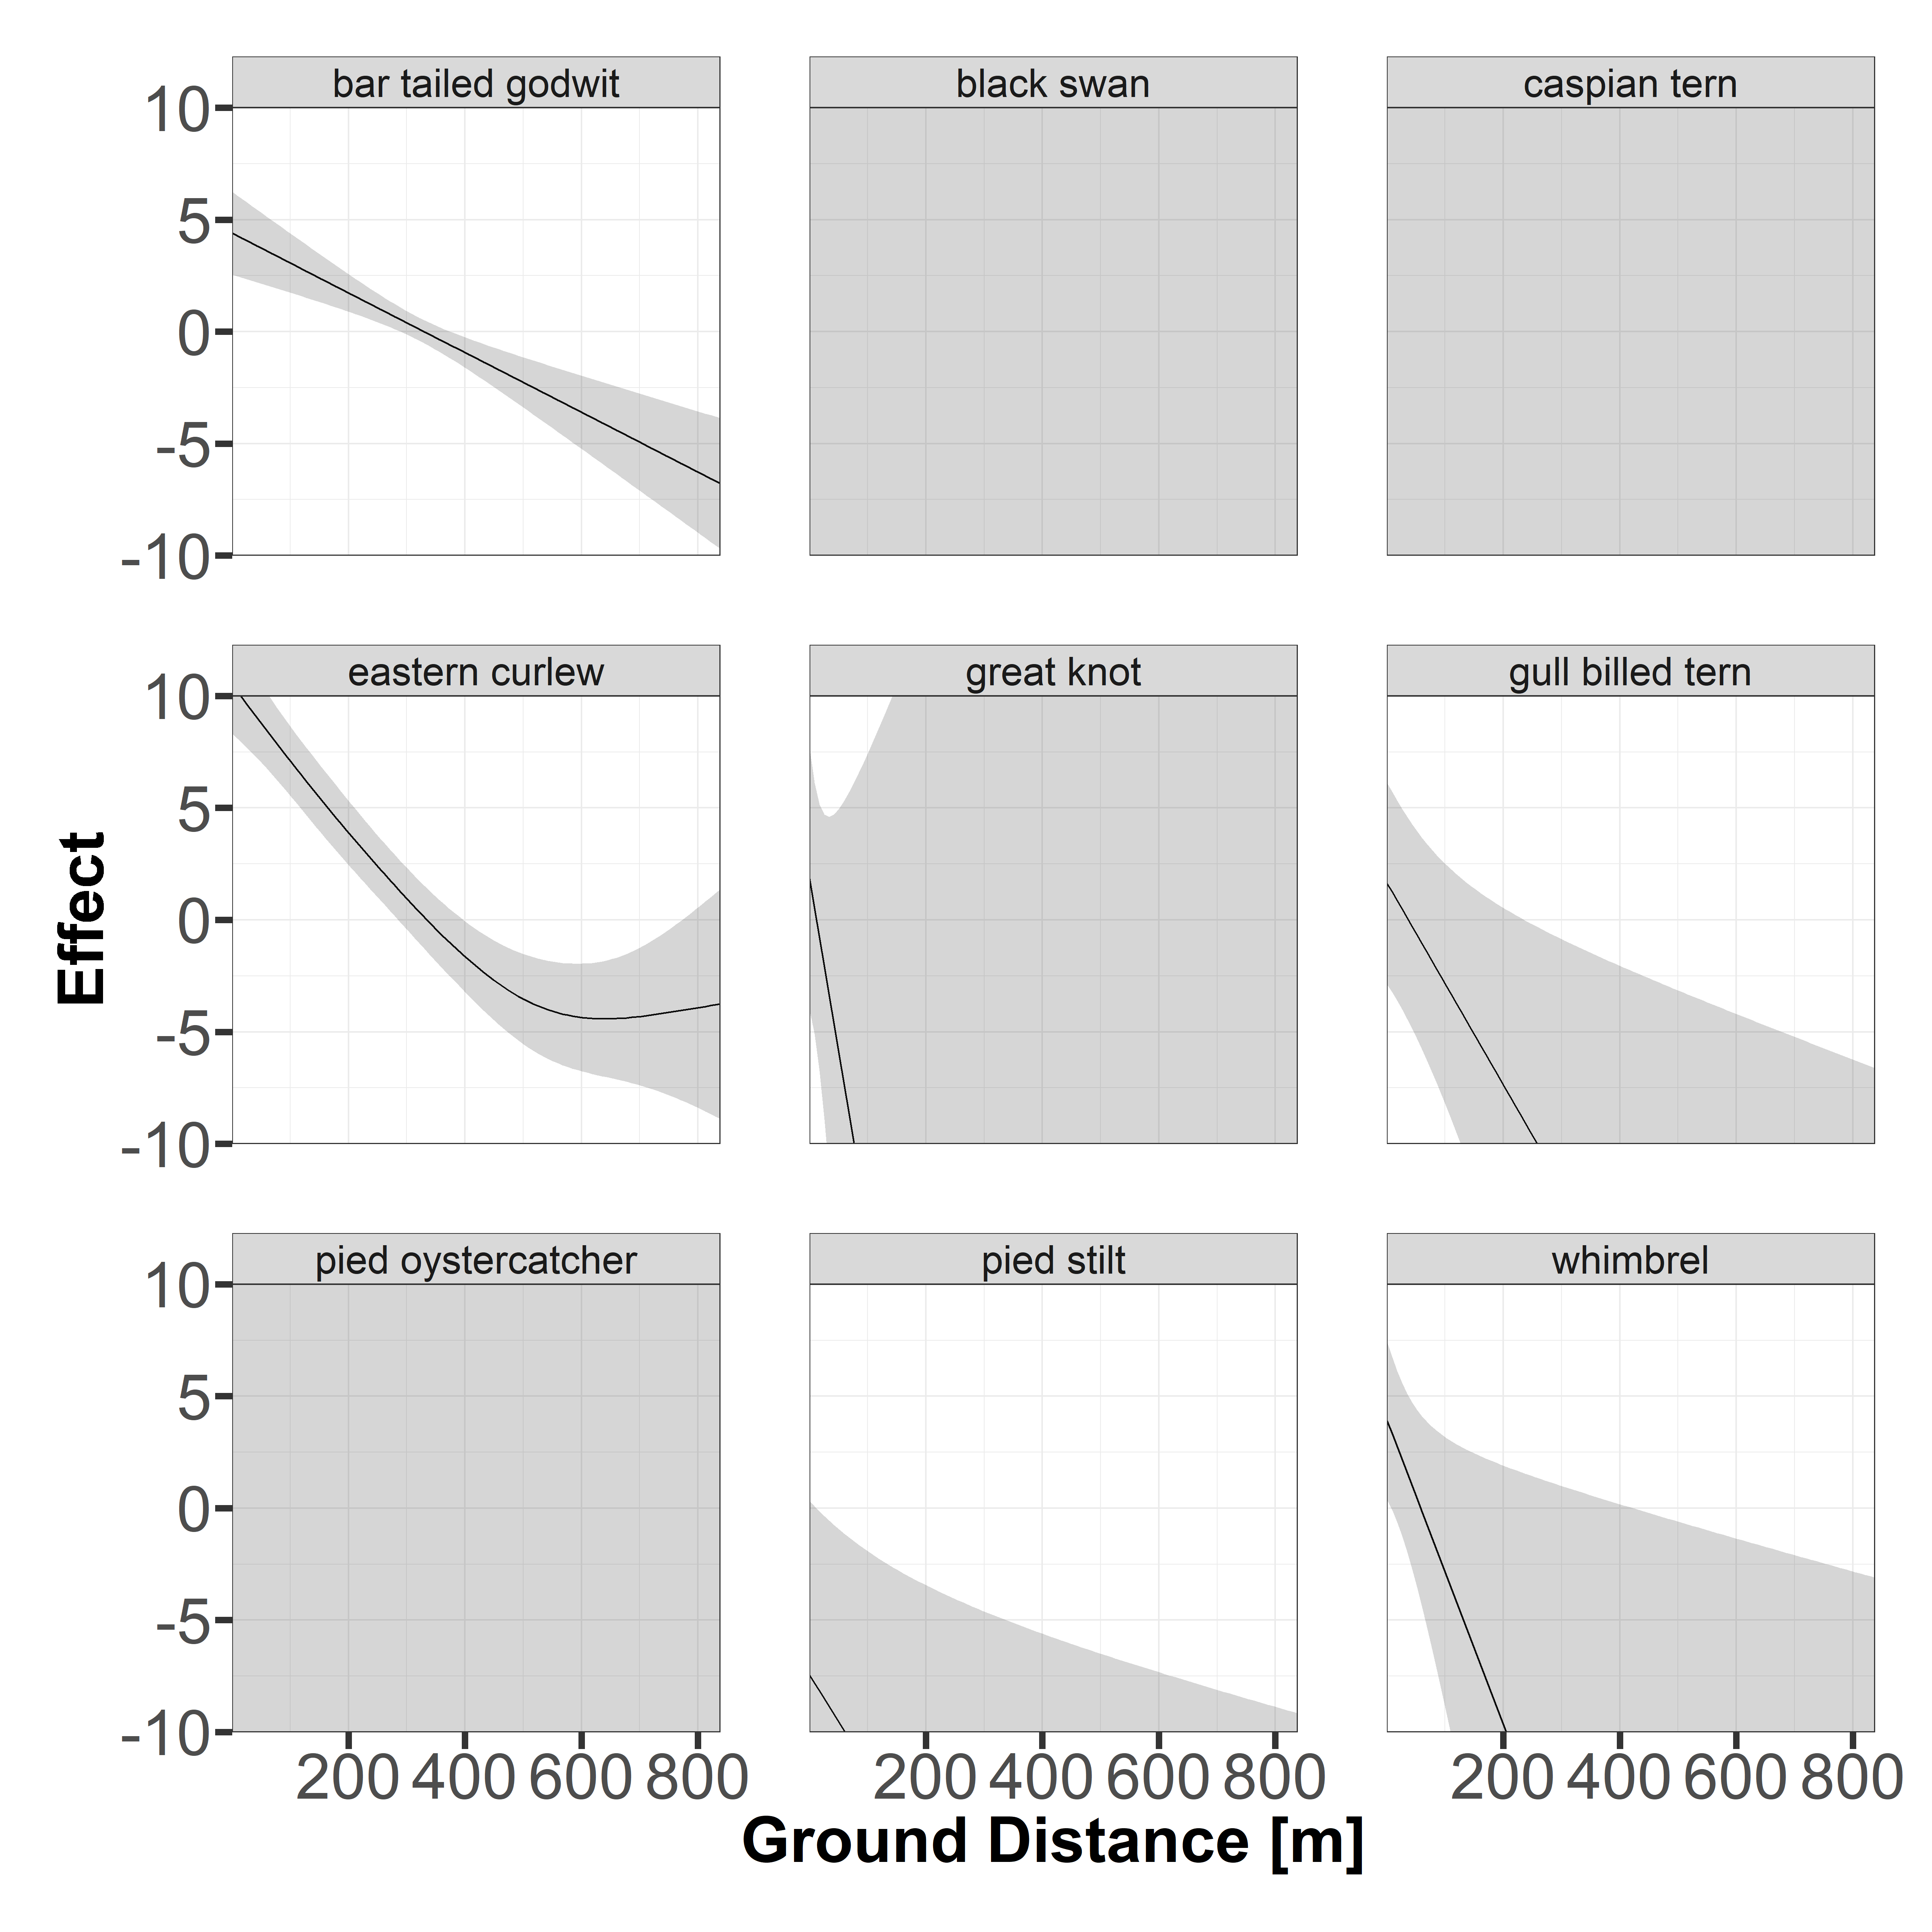 bar tailed godwit black swan caspian tern
10
5
0
-5
-10
eastern curlew great knot gull billed tern
10
5
0
-5
-10
Effect
pied oystercatcher pied stilt whimbrel
10
5
0
-5
-10
200 400 600 800 200 400 600 800 200 400 600 800
Ground Distance [m]